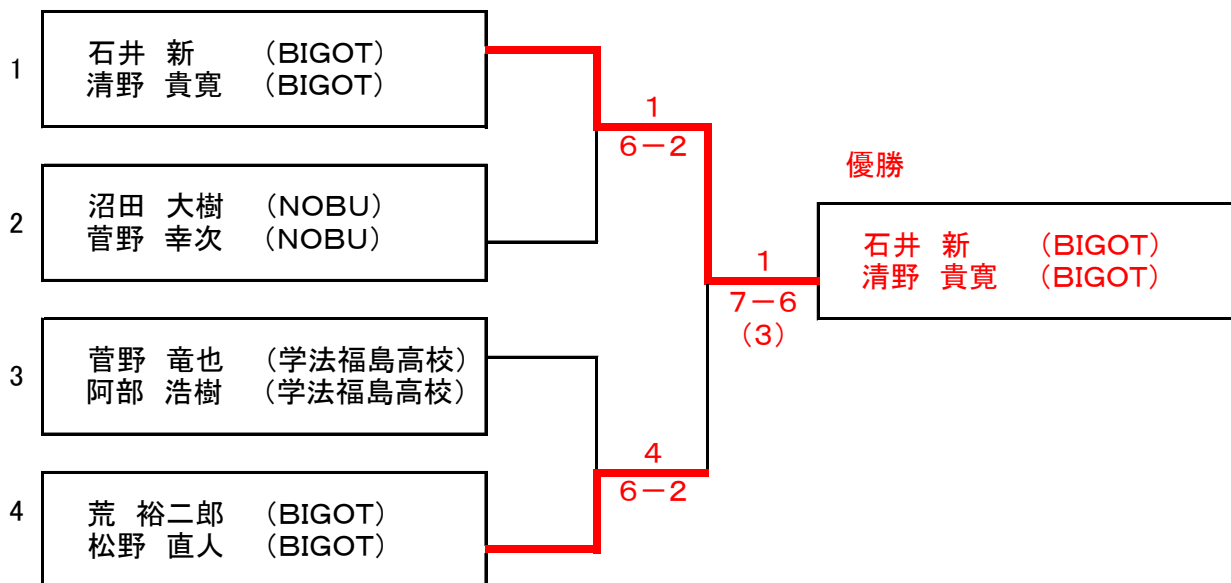 1
石井 新 （BIGOT）
清野 貴寛 （BIGOT）
1
6－2
2
沼田 大樹 （NOBU）
菅野 幸次 （NOBU）
優勝
石井 新 （BIGOT）
清野 貴寛 （BIGOT）
1
7－6
（3）
3
菅野 竜也 （学法福島高校）
阿部 浩樹 （学法福島高校）
4
6－2
4
荒 裕二郎 （BIGOT）
松野 直人 （BIGOT）